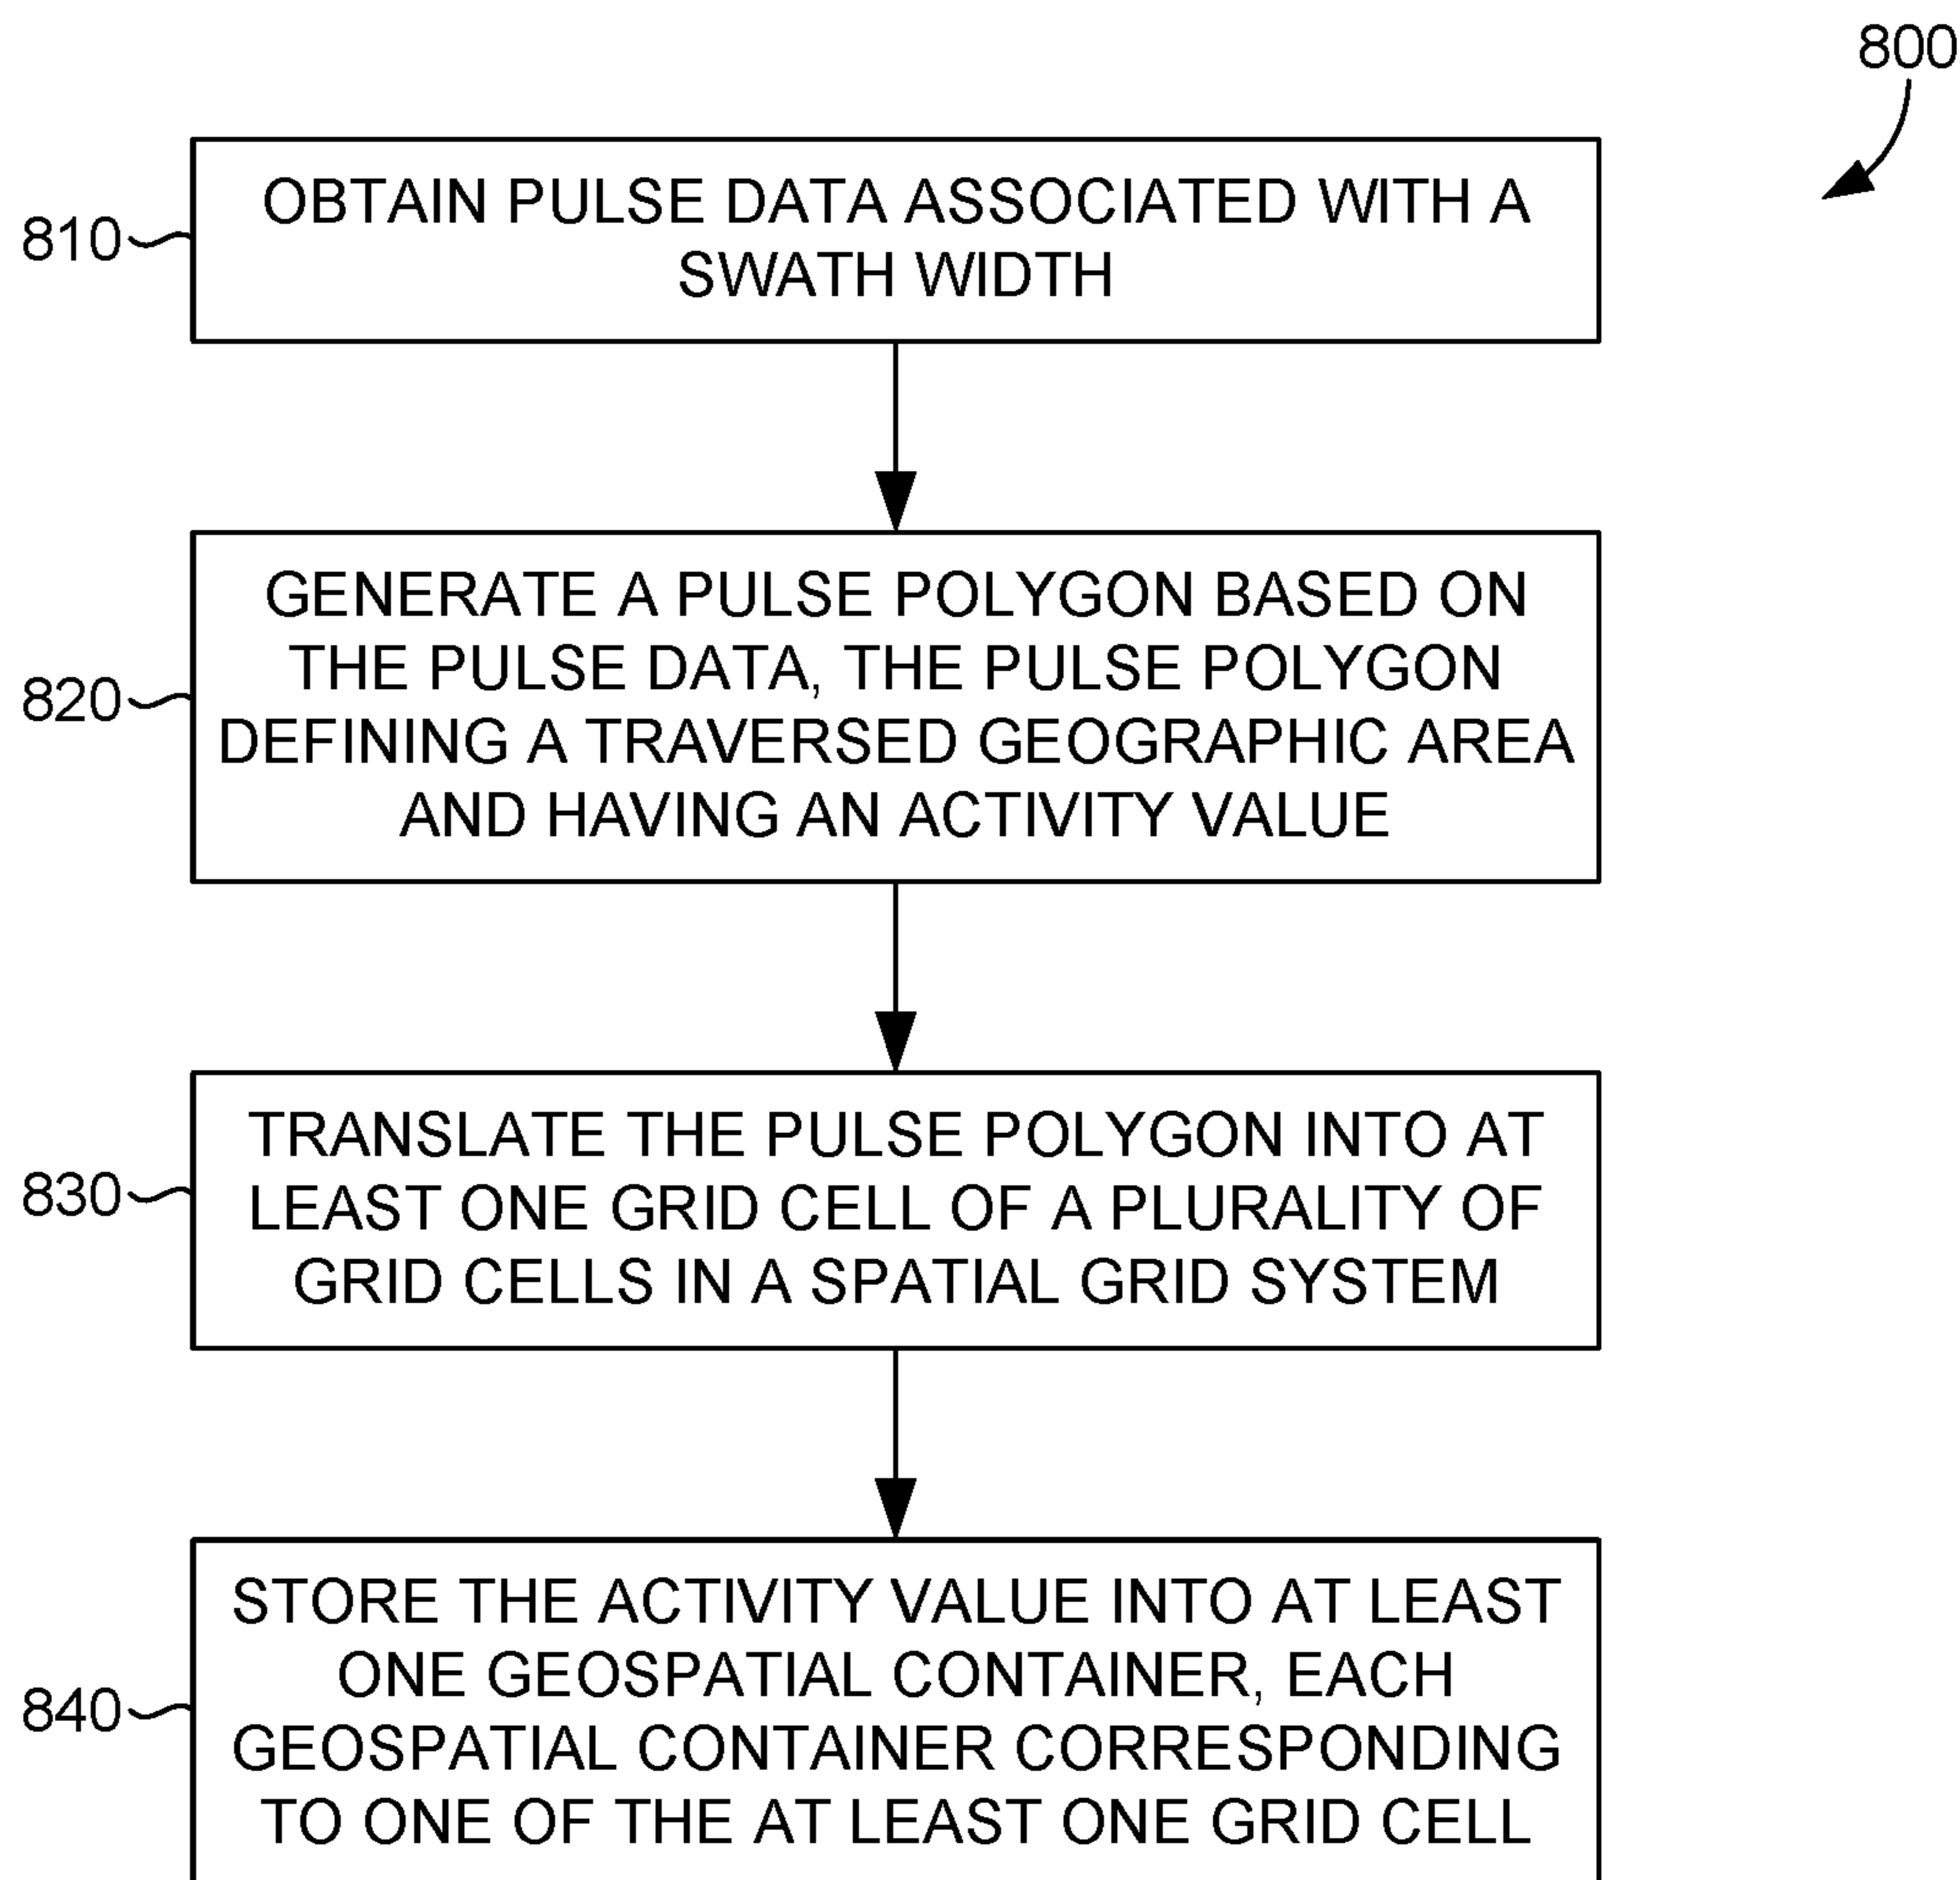 800
810
OBTAIN PULSE DATA ASSOCIATED WITH A
SWATH WIDTH
820
GENERATE A PULSE POLYGON BASED ON
THE PULSE DATA, THE PULSE POLYGON
DEFINING A TRAVERSED GEOGRAPHIC AREA
AND HAVING AN ACTIVITY VALUE
830
TRANSLATE THE PULSE POLYGON INTO AT
LEAST ONE GRID CELL OF A PLURALITY OF
GRID CELLS IN A SPATIAL GRID SYSTEM
840
STORE THE ACTIVITY VALUE INTO AT LEAST
ONE GEOSPATIAL CONTAINER, EACH
GEOSPATIAL CONTAINER CORRESPONDING
TO ONE OF THE AT LEAST ONE GRID CELL